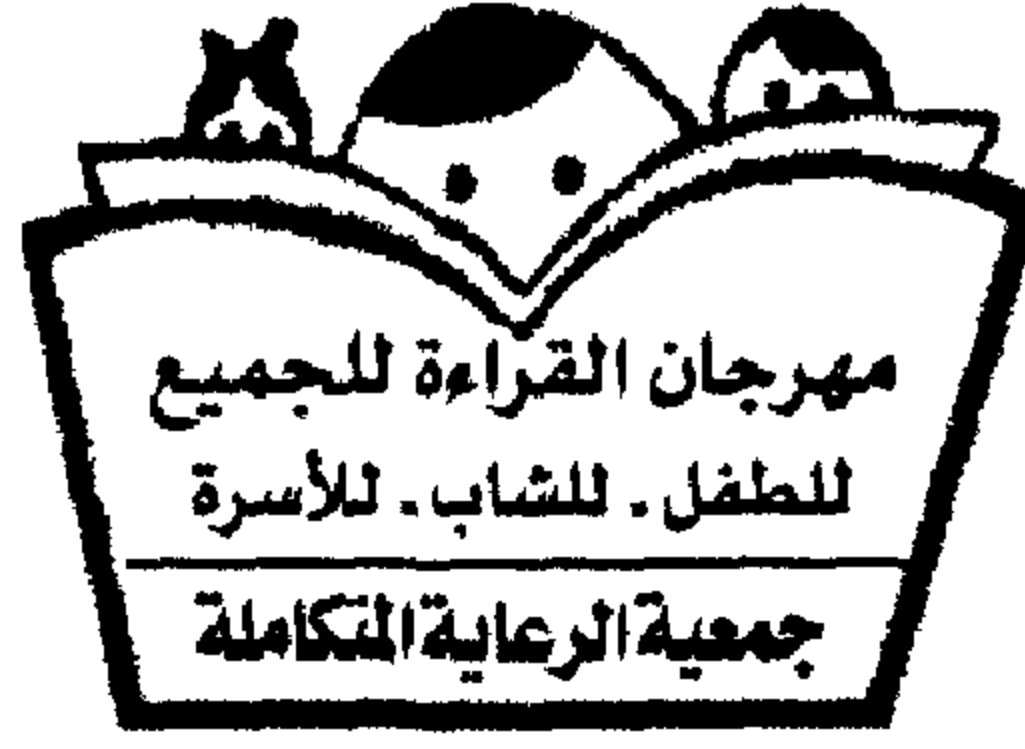 مهرجان القراءة للجميع
للطفل . للشاب . للأسرة
جمعية الرعاية المتكاملة